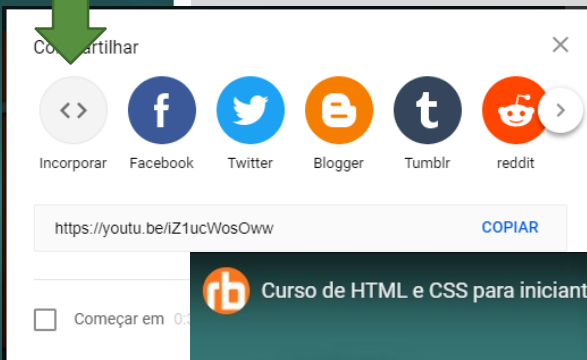 Compartilhar
Incorporar Facebook Twitter Blogger Tumblr reddit
https://youtu.be/iZ1ucWosOww COPIAR
Curso de HTML e CSS para iniciant
Começar em 0: